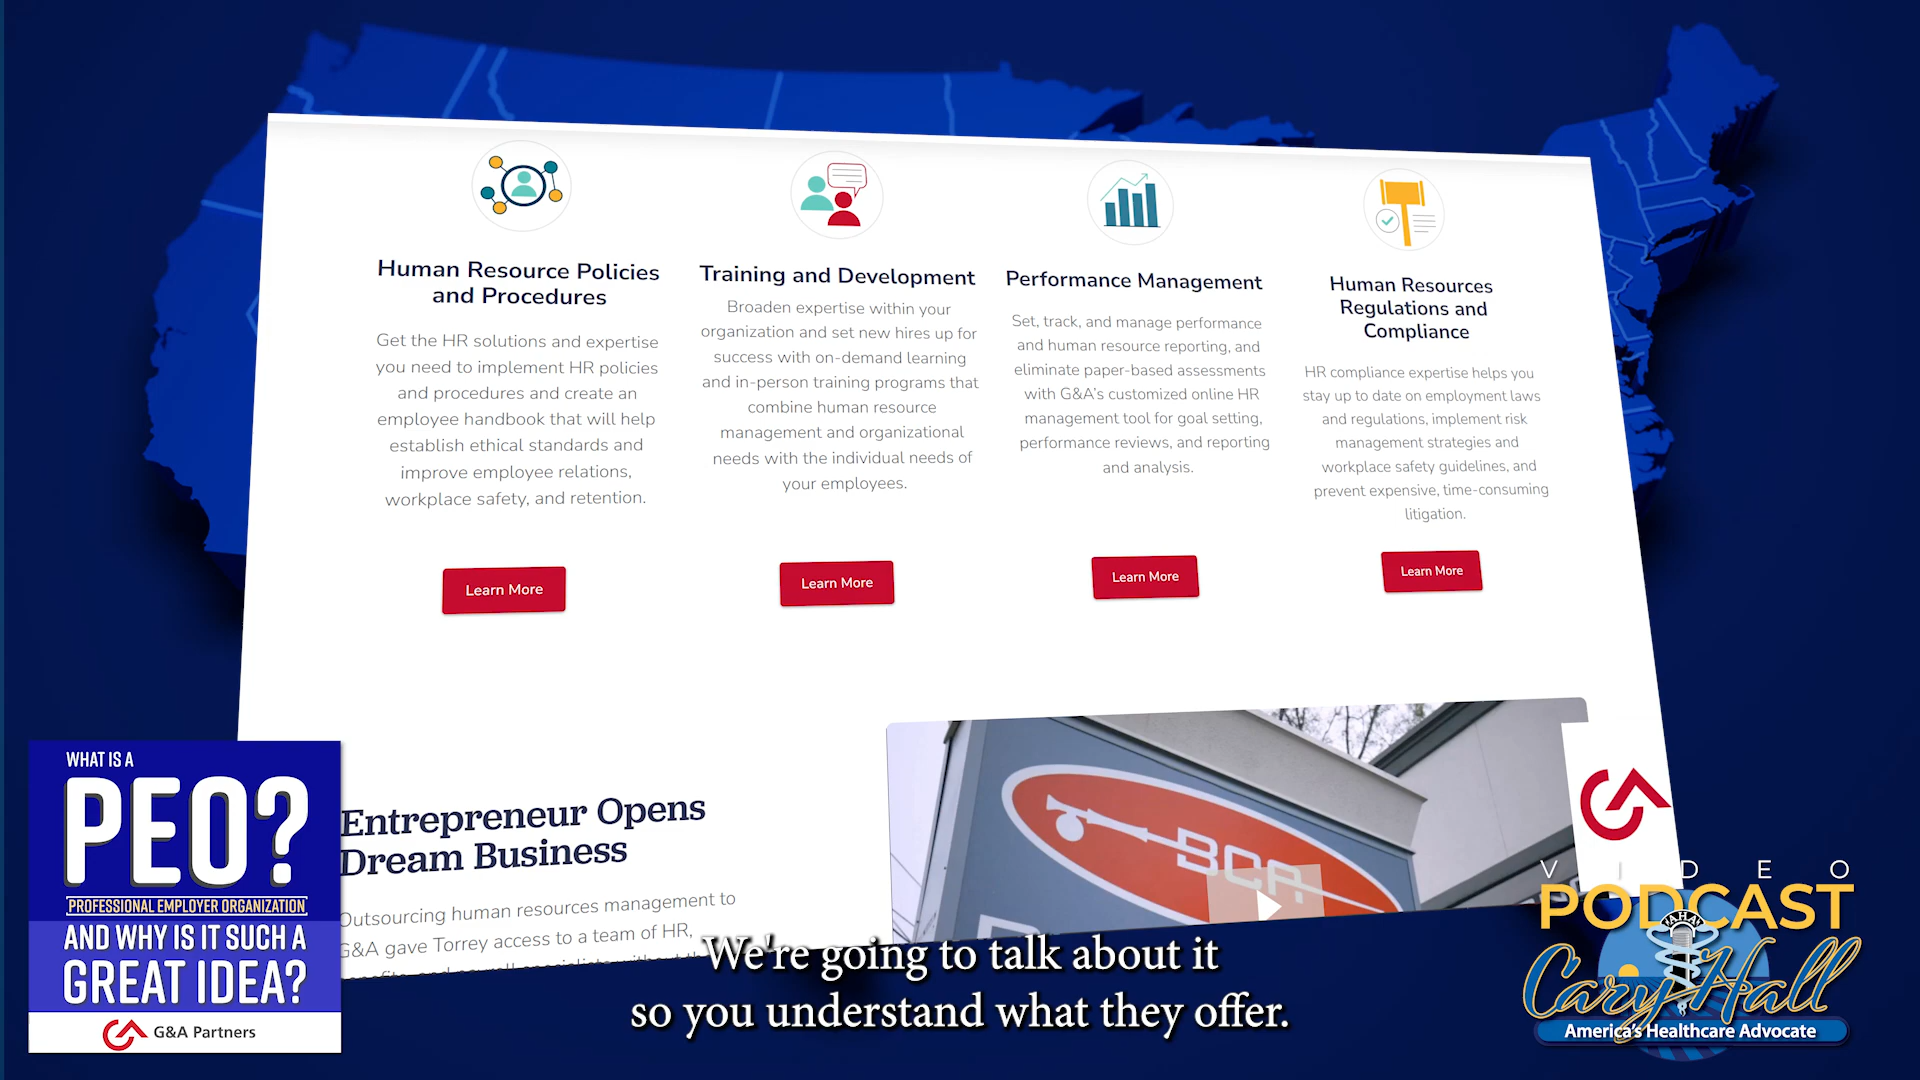 Human Resource Policies
and Procedures
Get the HR solutions and expertise
you need to implement HR policies
and procedures and create an
employee handbook that will help
establish ethical standards and
improve employee relations,
workplace safety, and retention.
Learn More
Training and Development
Broaden expertise within your
organization and set new hires up for
success with on-demand learning
and in-person training programs that
combine human resource
management and organizational
needs with the individual needs of
your employees.
Learn More
Performance Management
Set, track, and manage performance
and human resource reporting, and
eliminate paper-based assessments
with G&A's customized online HR
management tool for goal setting,
performance reviews, and reporting
and analysis.
Learn More
Human Resources
Regulations and
Compliance
HR compliance expertise helps you
stay up to date on employment laws
and regulations, implement risk
management strategies and
workplace safety guidelines, and
prevent expensive, time-consuming
litigation.
Learn More
Entrepreneur Opens
Dream Business
Outsourcing human resources management to
G&A gave Torrey access to a team of HR,
BCA
WHAT IS A
PEO?
PROFESSIONAL EMPLOYER ORGANIZATION
AND WHY IS IT SUCH A
GREAT IDEA?
G&A Partners
We're going to talk about it
so you understand what they offer.
VIDEO
PODCAST
AHA
Cary Hall
America's Healthcare Advocate